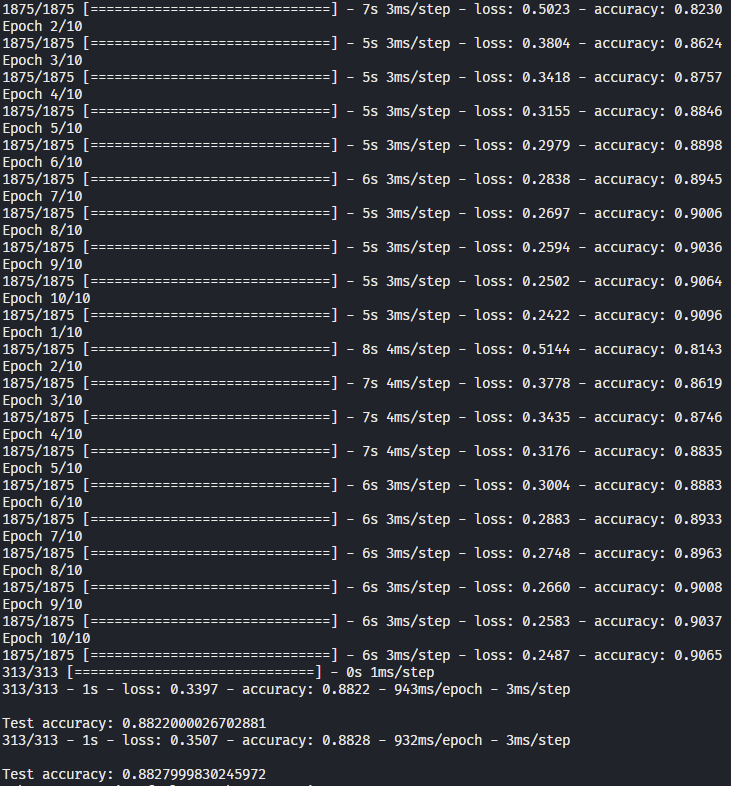 1875/1875 [==============================] - 7s 3ms/step - loss: 0.5023 - accuracy: 0.8230
Epoch 2/10
1875/1875 [==============================] - 5s 3ms/step - loss: 0.3804 - accuracy: 0.8624
Epoch 3/10
1875/1875 [==============================] - 5s 3ms/step - loss: 0.3418 - accuracy: 0.8757
Epoch 4/10
1875/1875 [==============================] - 5s 3ms/step - loss: 0.3155 - accuracy: 0.8846
Epoch 5/10
1875/1875 [==============================] - 5s 3ms/step - loss: 0.2979 - accuracy: 0.8898
Epoch 6/10
1875/1875 [==============================] - 6s 3ms/step - loss: 0.2838 - accuracy: 0.8945
Epoch 7/10
1875/1875 [==============================] - 5s 3ms/step - loss: 0.2697 - accuracy: 0.9006
Epoch 8/10
1875/1875 [==============================] - 5s 3ms/step - loss: 0.2594 - accuracy: 0.9036
Epoch 9/10
1875/1875 [==============================] - 5s 3ms/step - loss: 0.2502 - accuracy: 0.9064
Epoch 10/10
1875/1875 [==============================] - 5s 3ms/step - loss: 0.2422 - accuracy: 0.9096
Epoch 1/10
1875/1875 [==============================] - 8s 4ms/step - loss: 0.5144 - accuracy: 0.8143
Epoch 2/10
1875/1875 [==============================] - 7s 4ms/step - loss: 0.3778 - accuracy: 0.8619
Epoch 3/10
1875/1875 [==============================] - 7s 4ms/step - loss: 0.3435 - accuracy: 0.8746
Epoch 4/10
1875/1875 [==============================] - 7s 4ms/step - loss: 0.3176 - accuracy: 0.8835
Epoch 5/10
1875/1875 [==============================] - 6s 3ms/step - loss: 0.3004 - accuracy: 0.8883
Epoch 6/10
1875/1875 [==============================] - 6s 3ms/step - loss: 0.2883 - accuracy: 0.8933
Epoch 7/10
1875/1875 [==============================] - 6s 3ms/step - loss: 0.2748 - accuracy: 0.8963
Epoch 8/10
1875/1875 [==============================] - 6s 3ms/step - loss: 0.2660 - accuracy: 0.9008
Epoch 9/10
1875/1875 [==============================] - 6s 3ms/step - loss: 0.2583 - accuracy: 0.9037
Epoch 10/10
1875/1875 [==============================] - 6s 3ms/step - loss: 0.2487 - accuracy: 0.9065
313/313 [==============================] - 0s 1ms/step
313/313 - 1s - loss: 0.3397 - accuracy: 0.8822 - 943ms/epoch - 3ms/step
Test accuracy: 0.8822000026702881
313/313 - 1s - loss: 0.3507 - accuracy: 0.8828 - 932ms/epoch - 3ms/step
Test accuracy: 0.8827999830245972